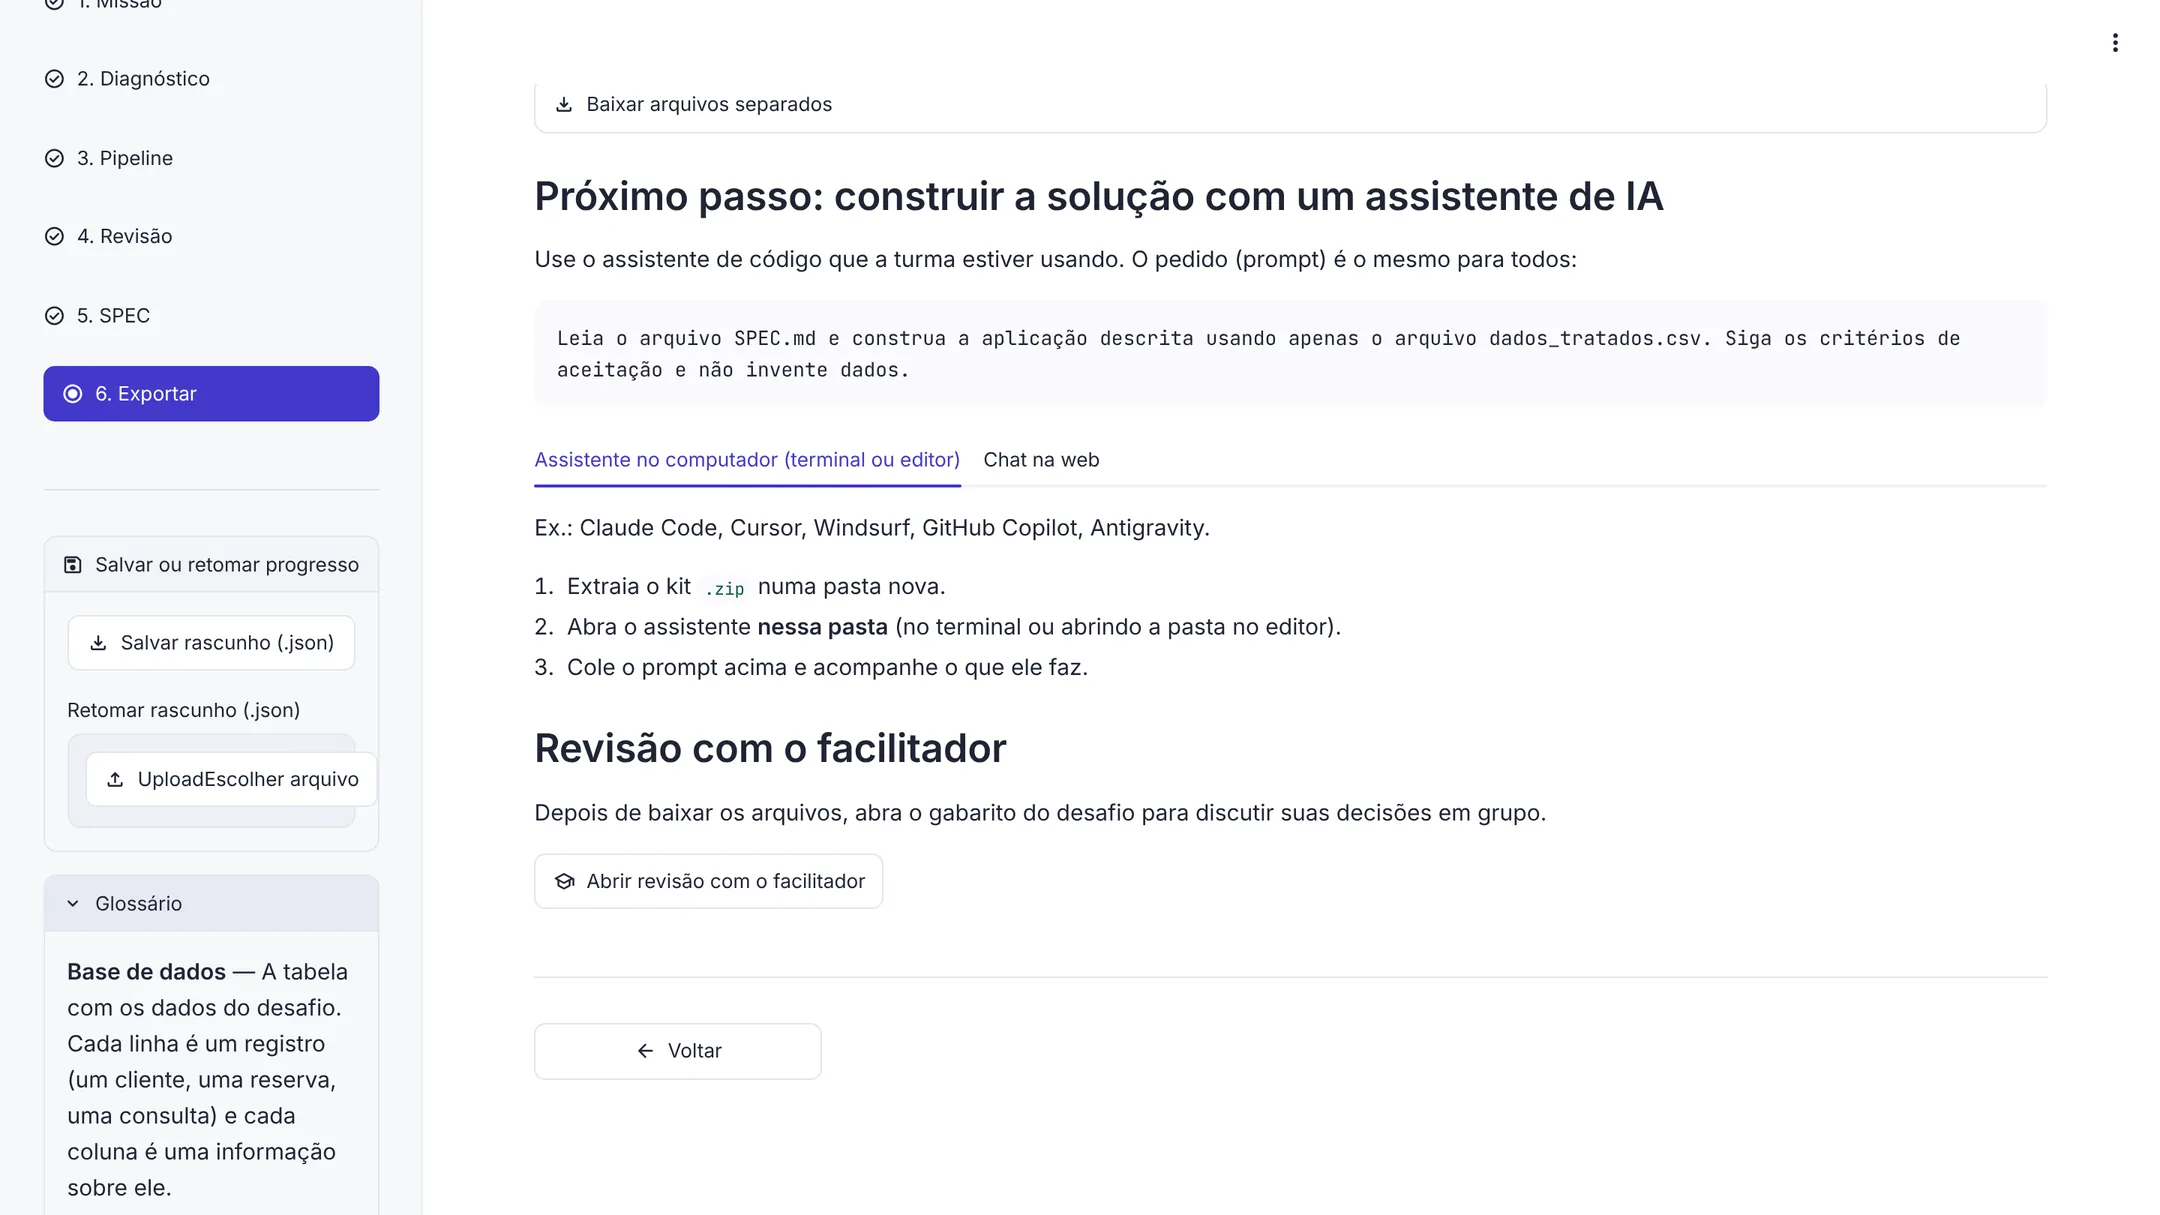 1. Missão
2. Diagnóstico
3. Pipeline
4. Revisão
5. SPEC
6. Exportar
Salvar ou retomar progresso
Salvar rascunho (.json)
Retomar rascunho (.json)
UploadEscolher arquivo
Glossário
Base de dados — A tabela
com os dados do desafio.
Cada linha é um registro
(um cliente, uma reserva,
uma consulta) e cada
coluna é uma informação
sobre ele.
Baixar arquivos separados
Próximo passo: construir a solução com um assistente de IA
Use o assistente de código que a turma estiver usando. O pedido (prompt) é o mesmo para todos:
Leia o arquivo SPEC.md e construa a aplicação descrita usando apenas o arquivo dados_tratados.csv. Siga os critérios de
aceitação e não invente dados.
Assistente no computador (terminal ou editor) Chat na web
Ex.: Claude Code, Cursor, Windsurf, GitHub Copilot, Antigravity.
1. Extraia o kit .zip numa pasta nova.
2. Abra o assistente nessa pasta (no terminal ou abrindo a pasta no editor).
3. Cole o prompt acima e acompanhe o que ele faz.
Revisão com o facilitador
Depois de baixar os arquivos, abra o gabarito do desafio para discutir suas decisões em grupo.
Abrir revisão com o facilitador
Voltar